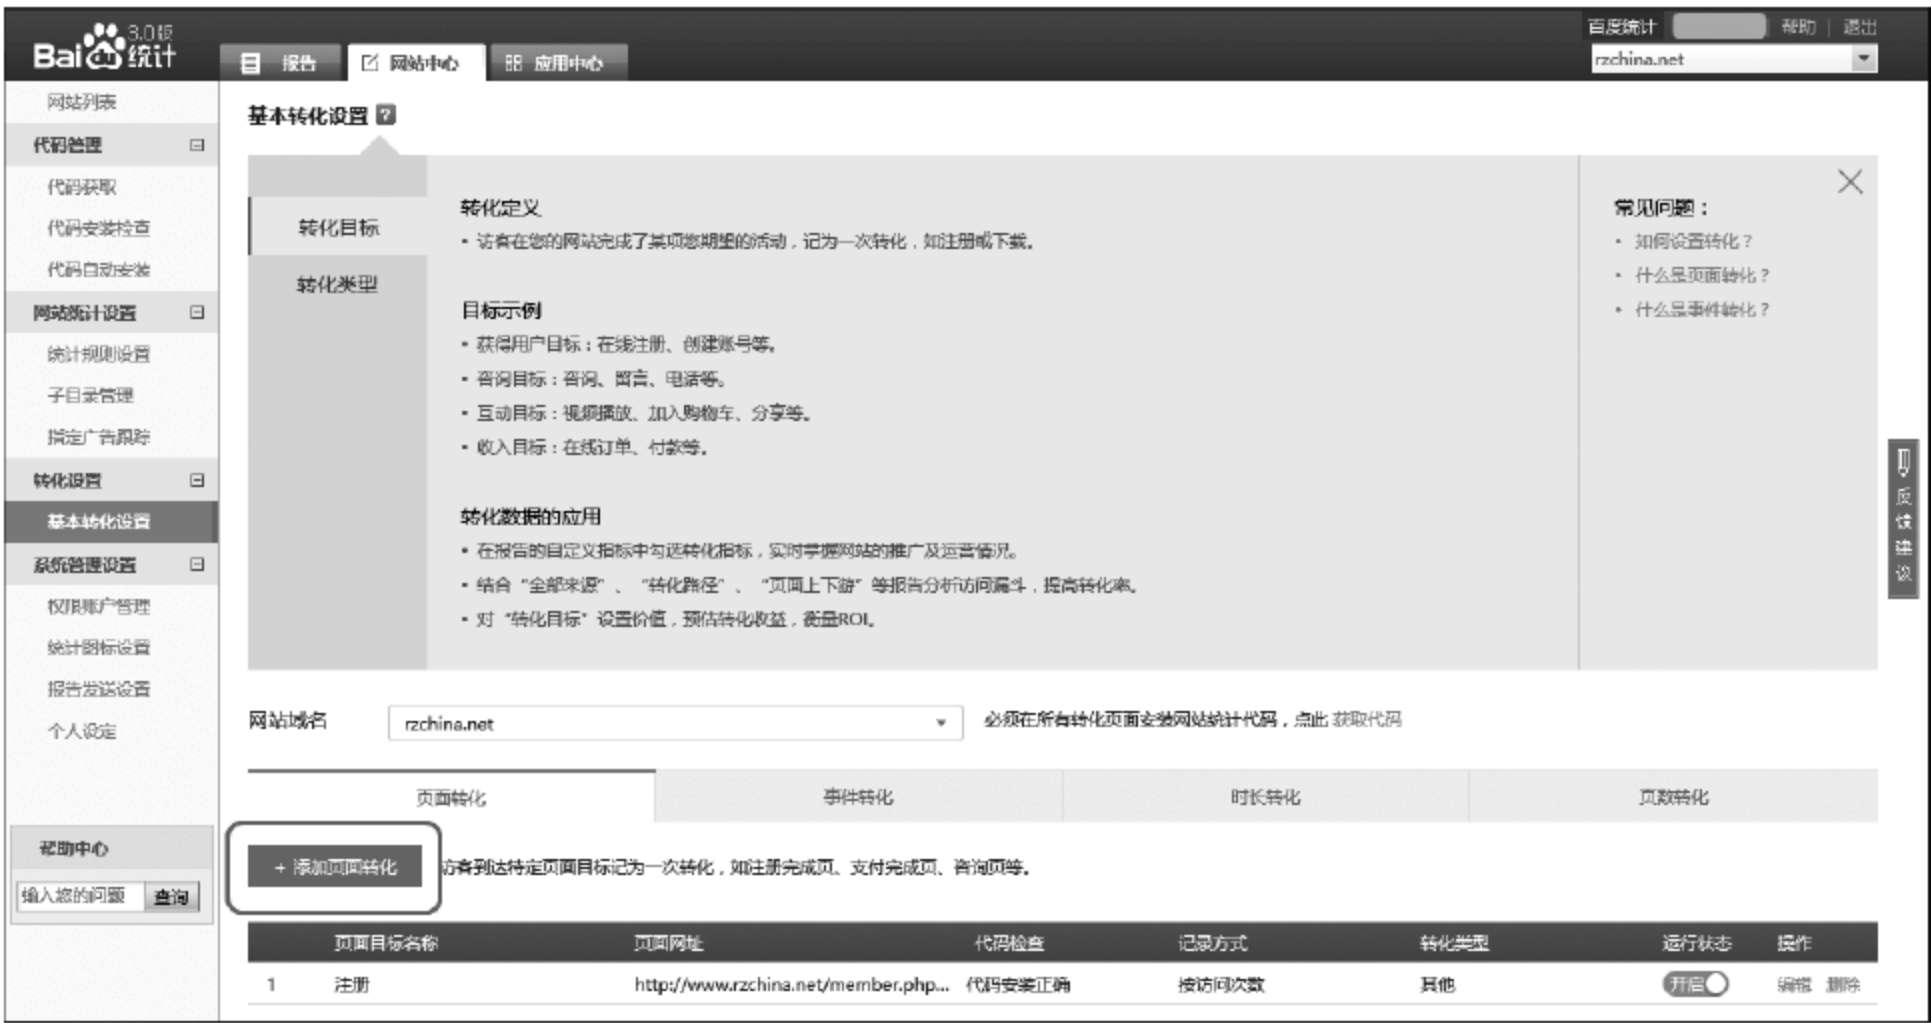 Bai du 统计 3.0版
报告
网站中心
应用中心
百度统计
帮助 | 退出
rzchina.net
网站列表
代码管理
代码获取
代码安装检查
代码自动安装
网站统计设置
统计规则设置
子目录管理
指定广告跟踪
转化设置
基本转化设置
系统管理设置
权限账户管理
统计图标设置
报告发送设置
个人设定
帮助中心
输入您的问题
查询
基本转化设置 ?
转化目标
转化类型
转化定义
• 访客在您的网站完成了某项您期望的活动，记为一次转化，如注册或下载。
目标示例
• 获得用户目标：在线注册、创建账号等。
• 咨询目标：咨询、留言、电话等。
• 互动目标：视频播放、加入购物车、分享等。
• 收入目标：在线订单、付款等。
转化数据的应用
• 在报告的自定义指标中勾选转化指标，实时掌握网站的推广及运营情况。
• 结合“全部来源”、“转化路径”、“页面上下游”等报告分析访问漏斗，提高转化率。
• 对“转化目标”设置价值，预估转化收益，衡量ROI。
常见问题：
• 如何设置转化？
• 什么是页面转化？
• 什么是事件转化？
反馈建议
网站域名
rzchina.net
必须在所有转化页面安装网站统计代码，点此 获取代码
页面转化
事件转化
时长转化
页数转化
+ 添加页面转化
访客到达特定页面目标记为一次转化，如注册完成页、支付完成页、咨询页等。
页面目标名称 页面网址 代码检查 记录方式 转化类型 运行状态 操作
1 注册 http://www.rzchina.net/member.php... 代码安装正确 按访问次数 其他 开启 编辑 删除